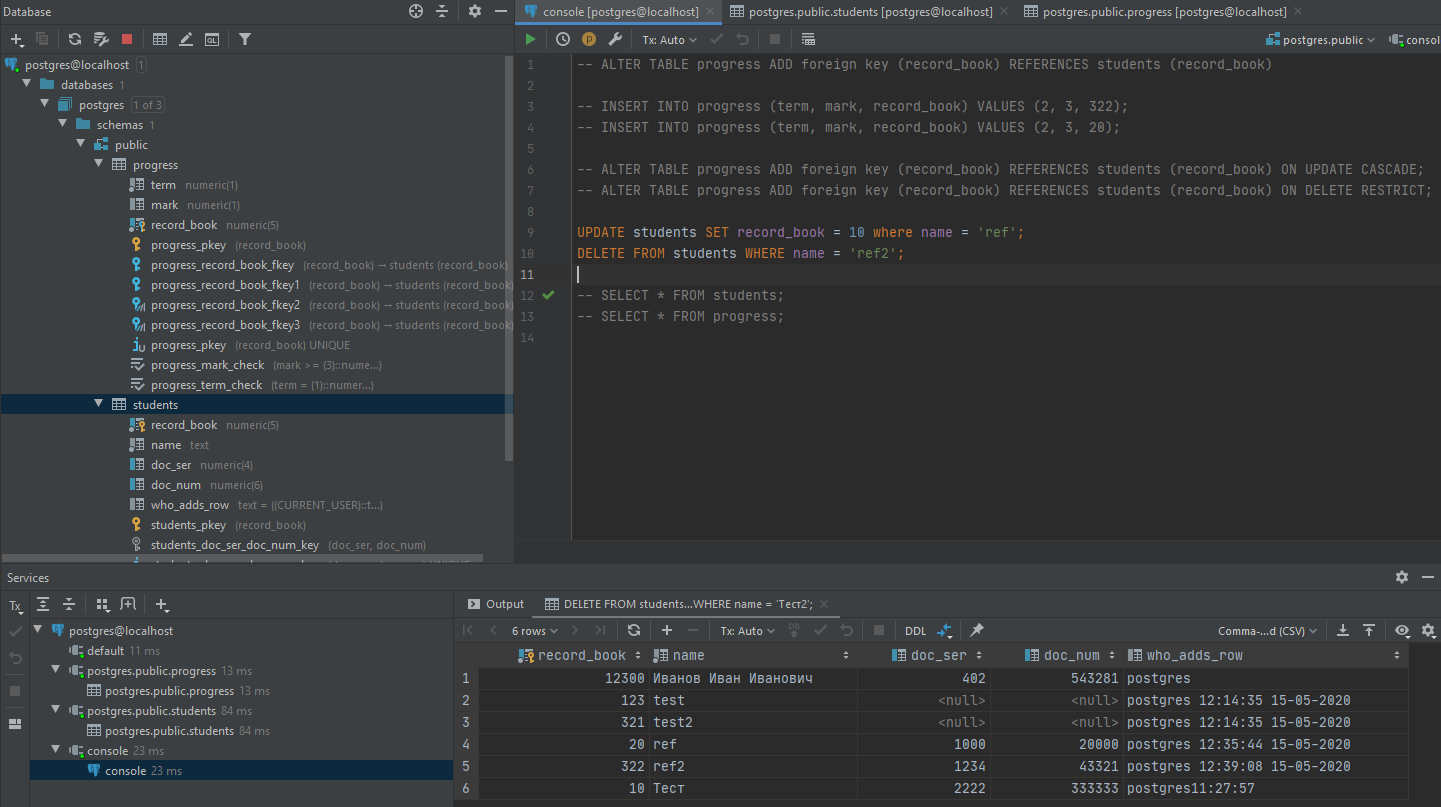 Database
console [postgres@localhost]
postgres.public.students [postgres@localhost]
postgres.public.progress [postgres@localhost]
Tx: Auto
postgres.public
consol
postgres@localhost 1
databases 1
postgres 1 of 3
schemas 1
public
progress
term numeric(1)
mark numeric(1)
record_book numeric(5)
progress_pkey (record_book)
progress_record_book_fkey (record_book) → students (record_book)
progress_record_book_fkey1 (record_book) → students (record_book)
progress_record_book_fkey2 (record_book) → students (record_book)
progress_record_book_fkey3 (record_book) → students (record_book)
progress_pkey (record_book) UNIQUE
progress_mark_check (mark >= (3)::nume...)
progress_term_check (term = (1)::numer...)
students
record_book numeric(5)
name text
doc_ser numeric(4)
doc_num numeric(6)
who_adds_row text = ((CURRENT_USER)::t...)
students_pkey (record_book)
students_doc_ser_doc_num_key (doc_ser, doc_num)
1 -- ALTER TABLE progress ADD foreign key (record_book) REFERENCES students (record_book)
2
3 -- INSERT INTO progress (term, mark, record_book) VALUES (2, 3, 322);
4 -- INSERT INTO progress (term, mark, record_book) VALUES (2, 3, 20);
5
6 -- ALTER TABLE progress ADD foreign key (record_book) REFERENCES students (record_book) ON UPDATE CASCADE;
7 -- ALTER TABLE progress ADD foreign key (record_book) REFERENCES students (record_book) ON DELETE RESTRICT;
8
9 UPDATE students SET record_book = 10 where name = 'ref';
10 DELETE FROM students WHERE name = 'ref2';
11
12 -- SELECT * FROM students;
13 -- SELECT * FROM progress;
14
Services
Tx
postgres@localhost
default 11 ms
postgres.public.progress 13 ms
postgres.public.progress 13 ms
postgres.public.students 84 ms
postgres.public.students 84 ms
console 23 ms
console 23 ms
Output
DELETE FROM students...WHERE name = 'Тест2';
6 rows
Tx: Auto
DB
DDL
Comma-...d (CSV)
record_book name doc_ser doc_num who_adds_row
1 12300 Иванов Иван Иванович 402 543281 postgres
2 123 test <null> <null> postgres 12:14:35 15-05-2020
3 321 test2 <null> <null> postgres 12:14:35 15-05-2020
4 20 ref 1000 20000 postgres 12:35:44 15-05-2020
5 322 ref2 1234 43321 postgres 12:39:08 15-05-2020
6 10 Тест 2222 333333 postgres11:27:57